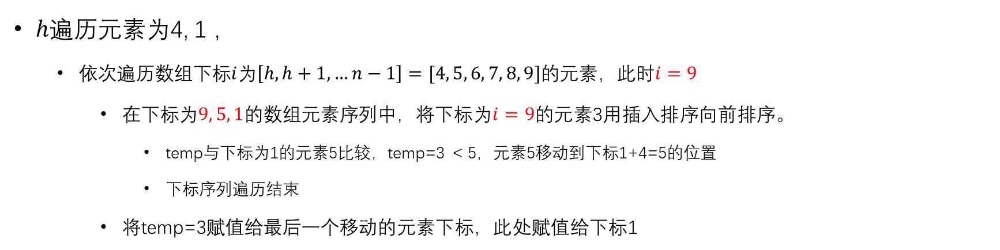 • h遍历元素为4, 1 ,
• 依次遍历数组下标i为[h, h + 1, … n − 1] = [4, 5, 6, 7, 8, 9]的元素，此时i = 9
• 在下标为9, 5, 1的数组元素序列中，将下标为i = 9的元素3用插入排序向前排序。
• temp与下标为1的元素5比较，temp=3 < 5，元素5移动到下标1+4=5的位置
• 下标序列遍历结束
• 将temp=3赋值给最后一个移动的元素下标，此处赋值给下标1